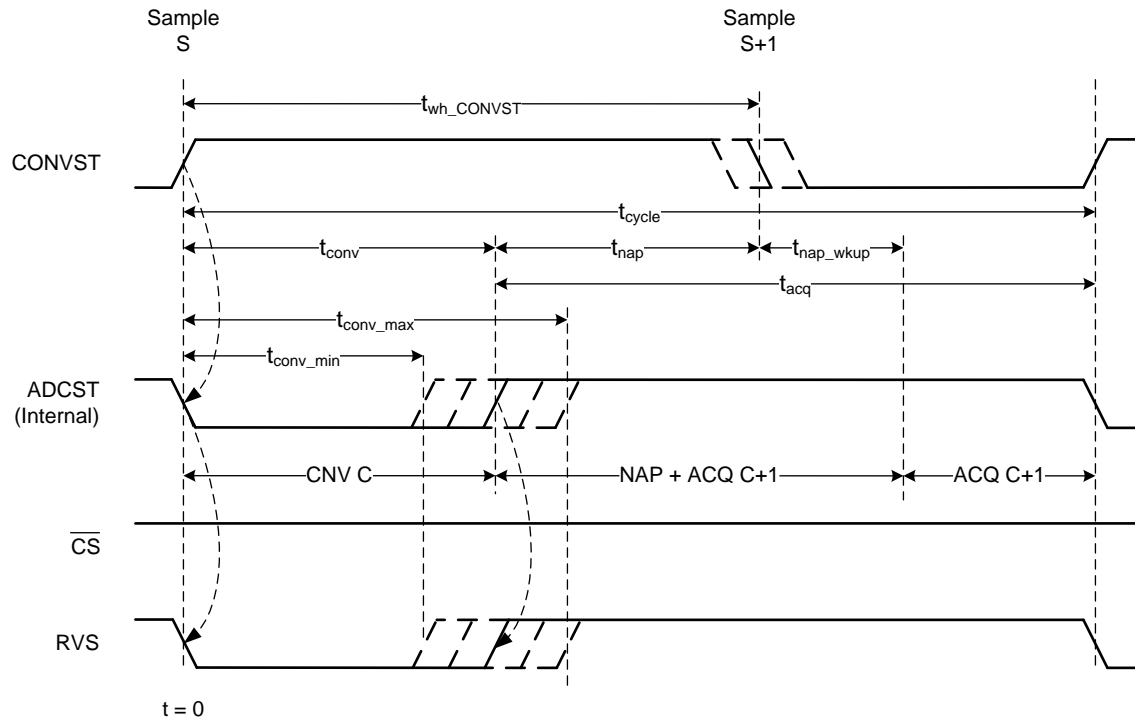 Sample
S
Sample
S+1
twh_CONVST
CONVST
tcycle
tconv
tnap
tnap_wkup
tacq
tconv_max
tconv_min
ADCST
(Internal)
CNV C
NAP + ACQ C+1
ACQ C+1
CS
RVS
t = 0